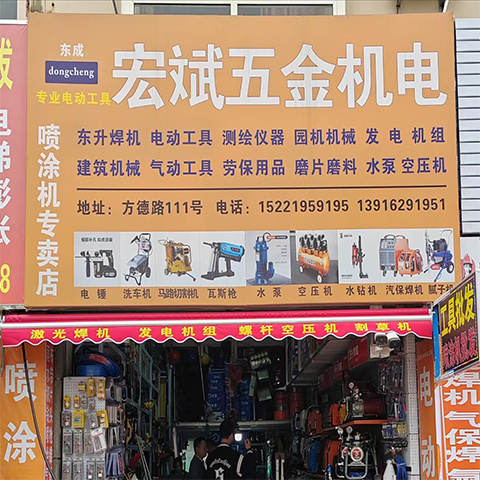 东成
dongcheng
专业电动工具
宏斌五金机电
喷涂机专卖店
东升焊机 电动工具 测绘仪器 园机机械 发电机组
建筑机械 气动工具 劳保用品 磨片磨料 水泵 空压机
地址：方德路111号 电话：15221959195 13916291951
电锤 洗车机 马路切割机 瓦斯枪 水泵 空压机 水钻机 汽保焊机 腻子
激光焊机 发电机组 螺杆空压机 割草机
工具批发
喷涂
电动
焊机
气保焊
电梯膨胀
8